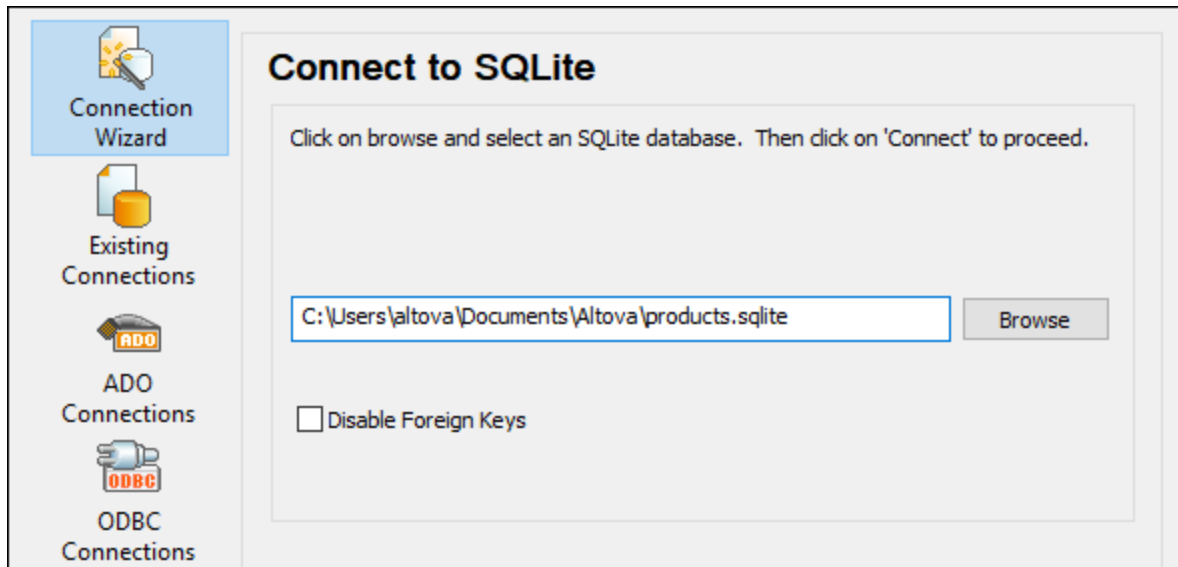 Connection
Wizard
Existing
Connections
ADO
ADO
Connections
ODBC
ODBC
Connections
Connect to SQLite
Click on browse and select an SQLite database.  Then click on 'Connect' to proceed.
C:\Users\altova\Documents\Altova\products.sqlite
Browse
Disable Foreign Keys